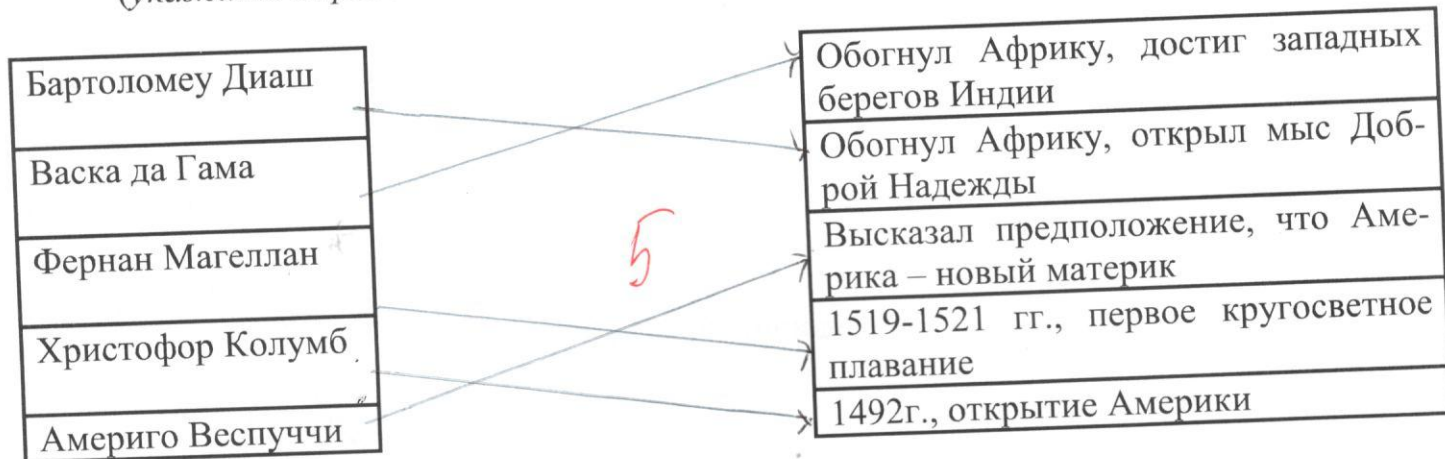 Бартоломеу Диаш
Васка да Гама
Фернан Магеллан
Христофор Колумб
Америго Веспуччи
5
Обогнул Африку, достиг западных
берегов Индии
Обогнул Африку, открыл мыс Доб-
рой Надежды
Высказал предположение, что Аме-
рика – новый материк
1519-1521 гг., первое кругосветное
плавание
1492г., открытие Америки